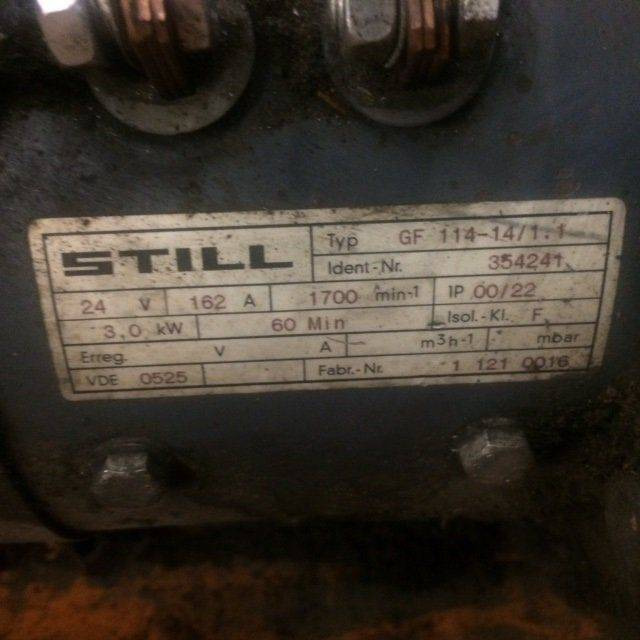 STILL
Typ GF 114-14/1.1
Ident.-Nr. 354241
24 V 162 A 1700 min-1 IP 00/22
3,0 kW 60 Min Isol.-Kl. F
Erreg. V A - m3h-1 - mbar
VDE 0525 Fabr.-Nr. 1 121 0016